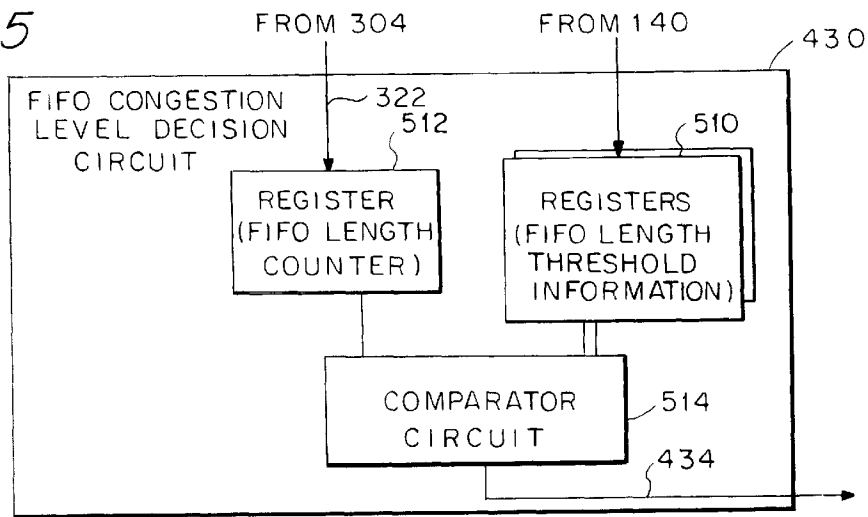 5
FROM 304
FROM 140
430
FIFO CONGESTION
LEVEL DECISION
CIRCUIT
322
512
510
REGISTER
(FIFO LENGTH
COUNTER)
REGISTERS
(FIFO LENGTH
THRESHOLD
INFORMATION)
COMPARATOR
CIRCUIT
514
434